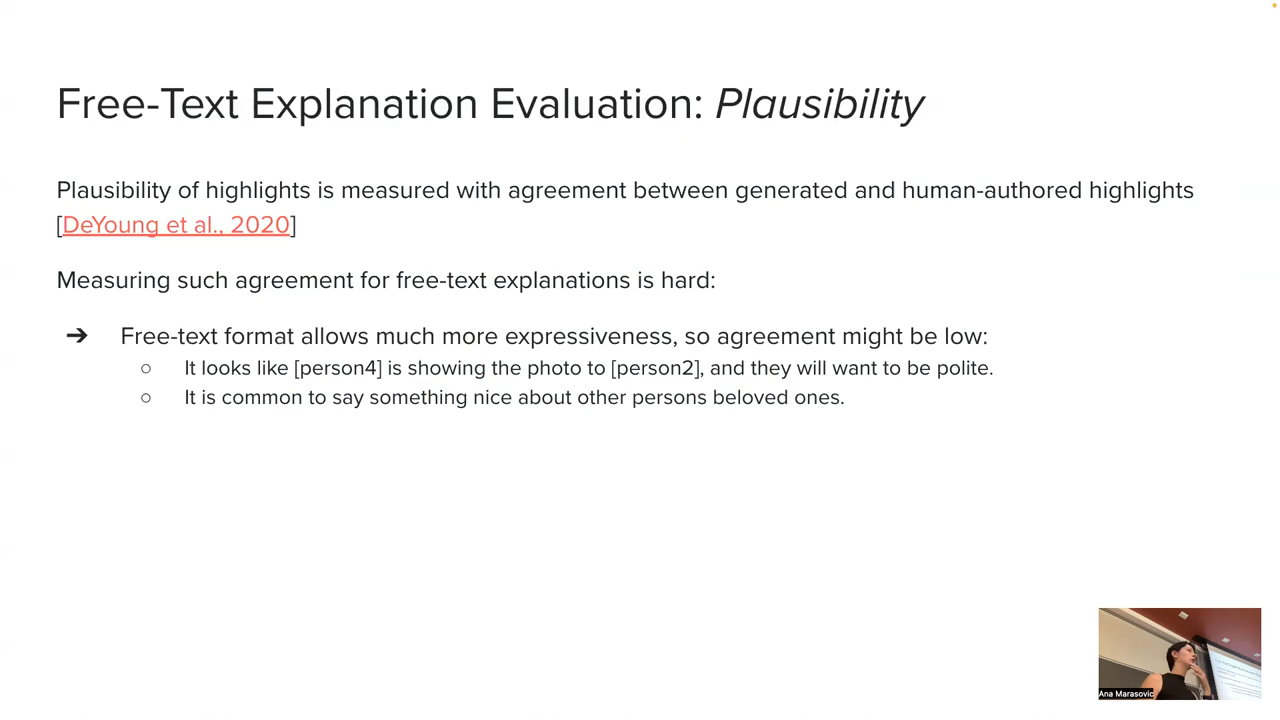 Free-Text Explanation Evaluation: Plausibility
Plausibility of highlights is measured with agreement between generated and human-authored highlights
[DeYoung et al., 2020]
Measuring such agreement for free-text explanations is hard:
➔ Free-text format allows much more expressiveness, so agreement might be low:
○ It looks like [person4] is showing the photo to [person2], and they will want to be polite.
○ It is common to say something nice about other persons beloved ones.
Ana Marasovic